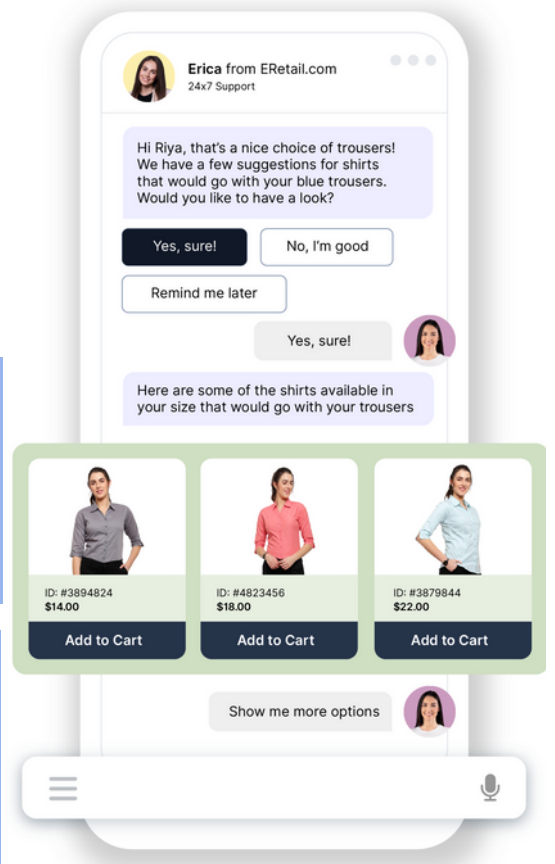 Erica from ERetail.com
24x7 Support
Hi Riya, that's a nice choice of trousers!
We have a few suggestions for shirts
that would go with your blue trousers.
Would you like to have a look?
Yes, sure!
No, I'm good
Remind me later
Yes, sure!
Here are some of the shirts available in
your size that would go with your trousers
ID: #3894824
$14.00
Add to Cart
ID: #4823456
$18.00
Add to Cart
ID: #3879844
$22.00
Add to Cart
Show me more options